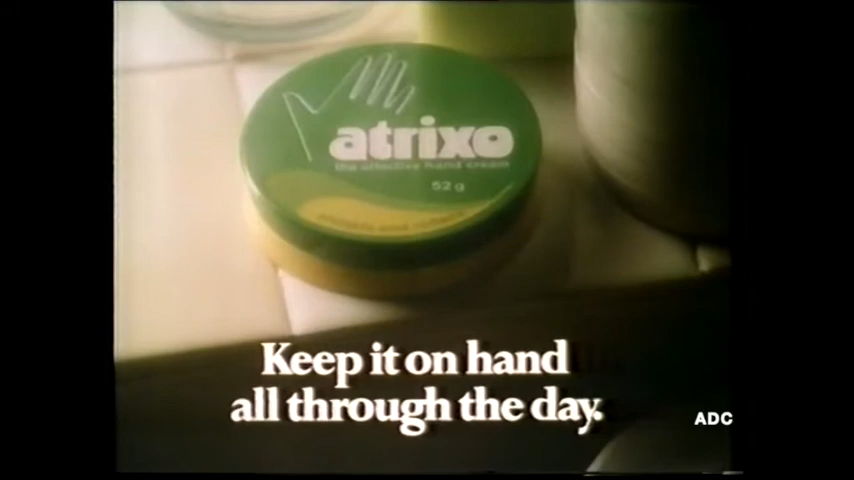 atrixo
the effective hand cream
52 g
Keep it on hand
all through the day.
ADC